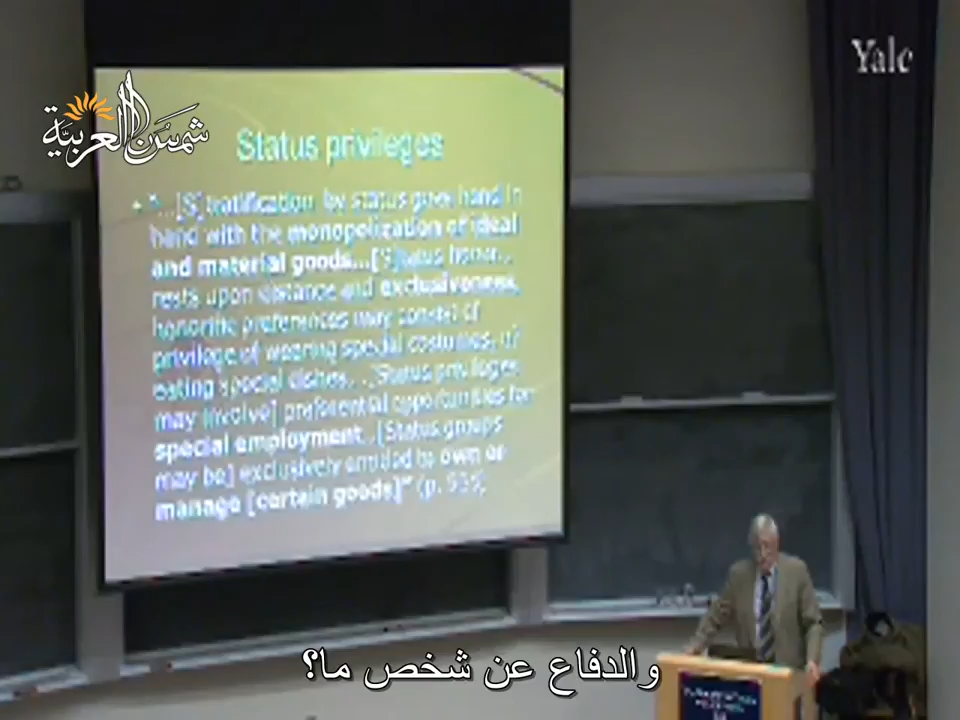 Yale
شمس العربية
Status privileges
"...[S]tratification by status goes hand in
hand with the monopolization of ideal
and material goods...[S]tatus honor...
rests upon distance and exclusiveness,
honorific preferences may consist of
privilege of wearing special costumes, of
eating special dishes...[Status privileges
may involve] preferential opportunities for
special employment...[Status groups
may be] exclusively entitled to own or
manage [certain goods]" (p. 935)
والدفاع عن شخص ما؟